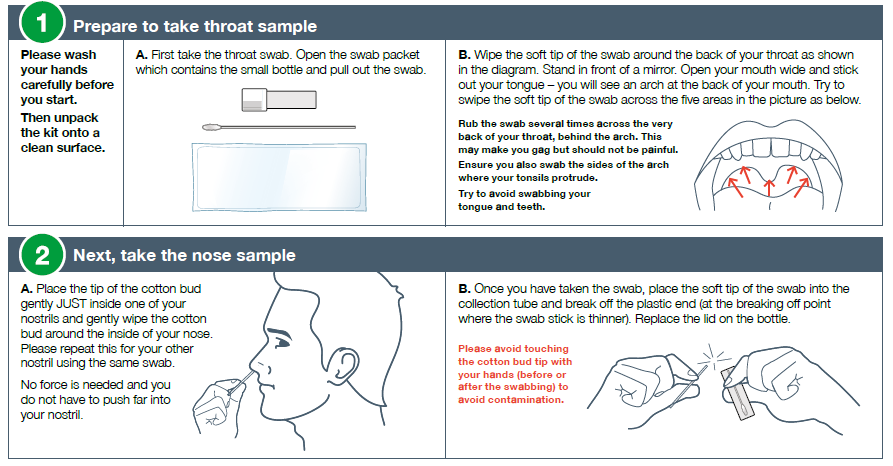 1 Prepare to take throat sample
Please wash
your hands
carefully before
you start.
Then unpack
the kit onto a
clean surface.
A. First take the throat swab. Open the swab packet
which contains the small bottle and pull out the swab.
B. Wipe the soft tip of the swab around the back of your throat as shown
in the diagram. Stand in front of a mirror. Open your mouth wide and stick
out your tongue – you will see an arch at the back of your mouth. Try to
swipe the soft tip of the swab across the five areas in the picture as below.
Rub the swab several times across the very
back of your throat, behind the arch. This
may make you gag but should not be painful.
Ensure you also swab the sides of the arch
where your tonsils protrude.
Try to avoid swabbing your
tongue and teeth.
2 Next, take the nose sample
A. Place the tip of the cotton bud
gently JUST inside one of your
nostrils and gently wipe the cotton
bud around the inside of your nose.
Please repeat this for your other
nostril using the same swab.
No force is needed and you
do not have to push far into
your nostril.
B. Once you have taken the swab, place the soft tip of the swab into the
collection tube and break off the plastic end (at the breaking off point
where the swab stick is thinner). Replace the lid on the bottle.
Please avoid touching
the cotton bud tip with
your hands (before or
after the swabbing) to
avoid contamination.